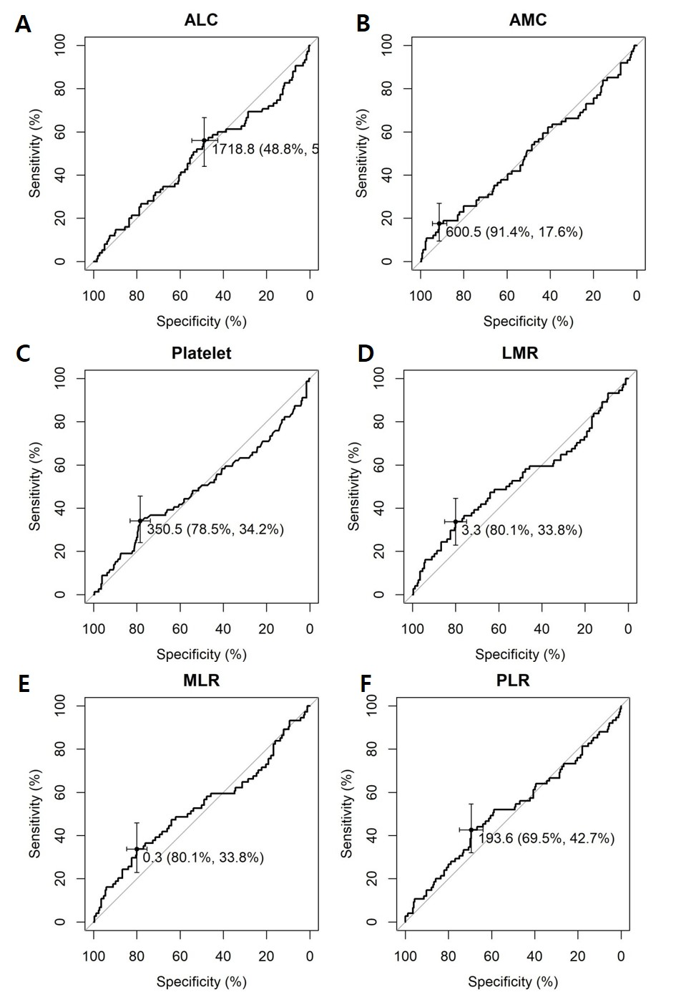 A
ALC
Sensitivity (%)
100
80
60
40
20
0
1718.8 (48.8%, 5
100 80 60 40 20 0
Specificity (%)
B
AMC
Sensitivity (%)
100
80
60
40
20
0
600.5 (91.4%, 17.6%)
100 80 60 40 20 0
Specificity (%)
C
Platelet
Sensitivity (%)
100
80
60
40
20
0
350.5 (78.5%, 34.2%)
100 80 60 40 20 0
Specificity (%)
D
LMR
Sensitivity (%)
100
80
60
40
20
0
3.3 (80.1%, 33.8%)
100 80 60 40 20 0
Specificity (%)
E
MLR
Sensitivity (%)
100
80
60
40
20
0
0.3 (80.1%, 33.8%)
100 80 60 40 20 0
Specificity (%)
F
PLR
Sensitivity (%)
100
80
60
40
20
0
193.6 (69.5%, 42.7%)
100 80 60 40 20 0
Specificity (%)